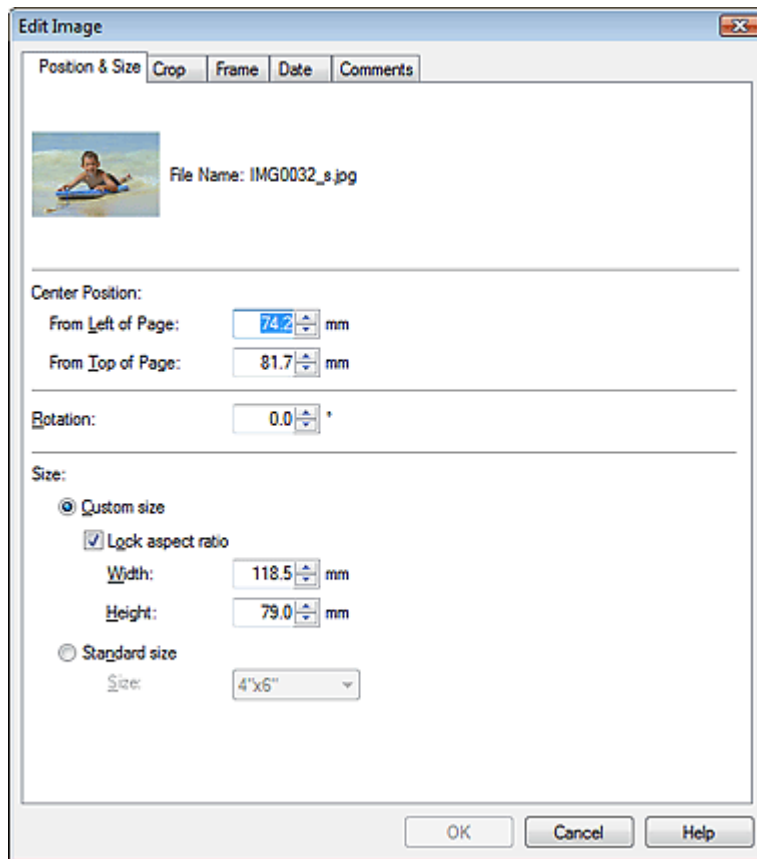 Edit Image
Position & Size Crop Frame Date Comments
File Name: IMG0032_s.jpg
Center Position:
From Left of Page: 74.2 mm
From Top of Page: 81.7 mm
Rotation: 0.0 °
Size:
Custom size
Lock aspect ratio
Width: 118.5 mm
Height: 79.0 mm
Standard size
Size: 4"x6"
OK Cancel Help